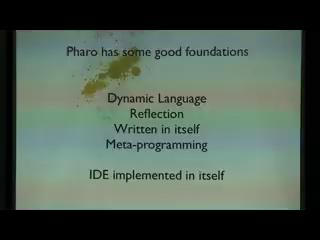 Pharo has some good foundations
Dynamic Language
Reflection
Written in itself
Meta-programming
IDE implemented in itself